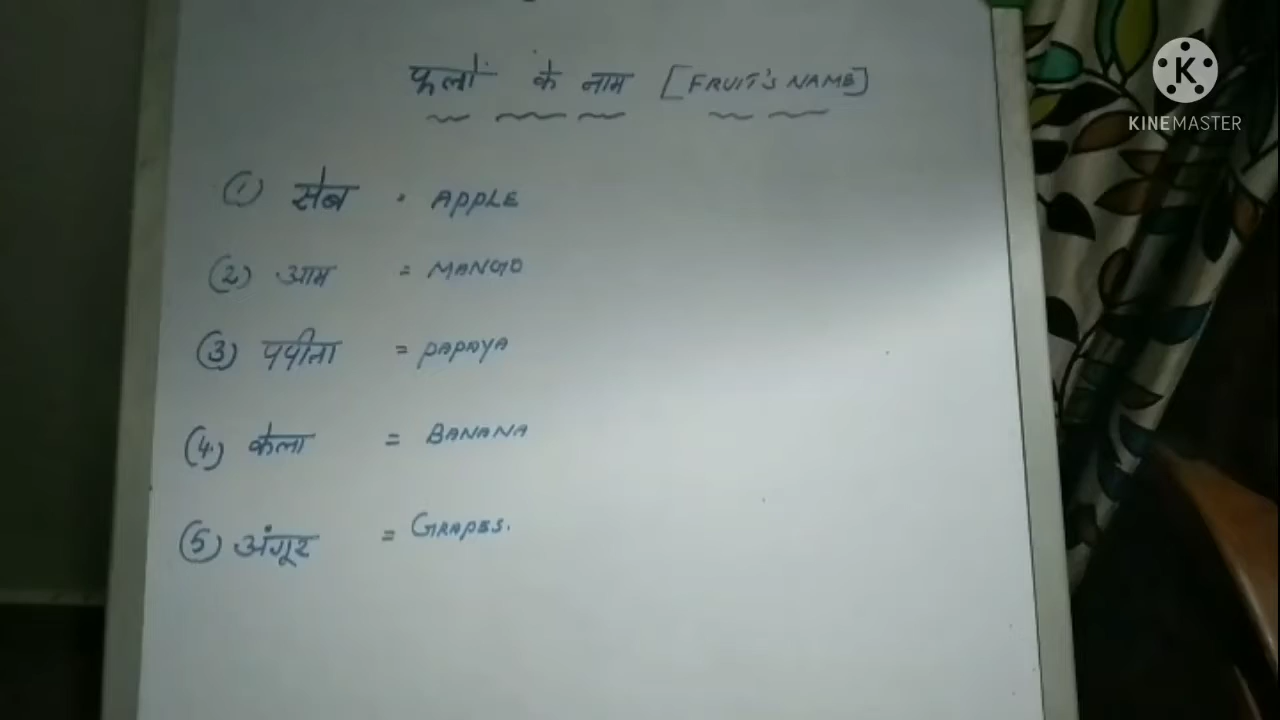 फलों के नाम [FRUIT'S NAME]
KINEMASTER
(1) सेब = APPLE
(2) आम = MANGO
(3) पपीता = PAPAYA
(4.) केला = BANANA
(5) अंगूर = GRAPES.